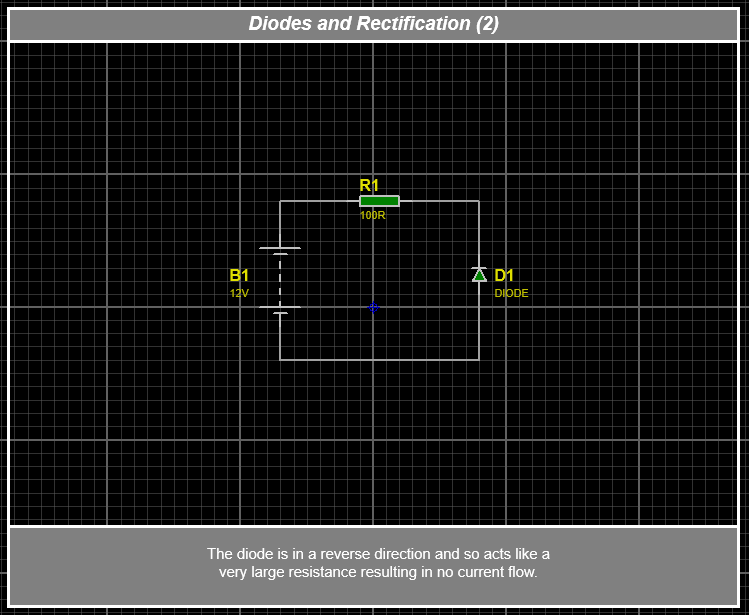 Diodes and Rectification (2)
R1
100R
B1
12V
D1
DIODE
The diode is in a reverse direction and so acts like a
very large resistance resulting in no current flow.